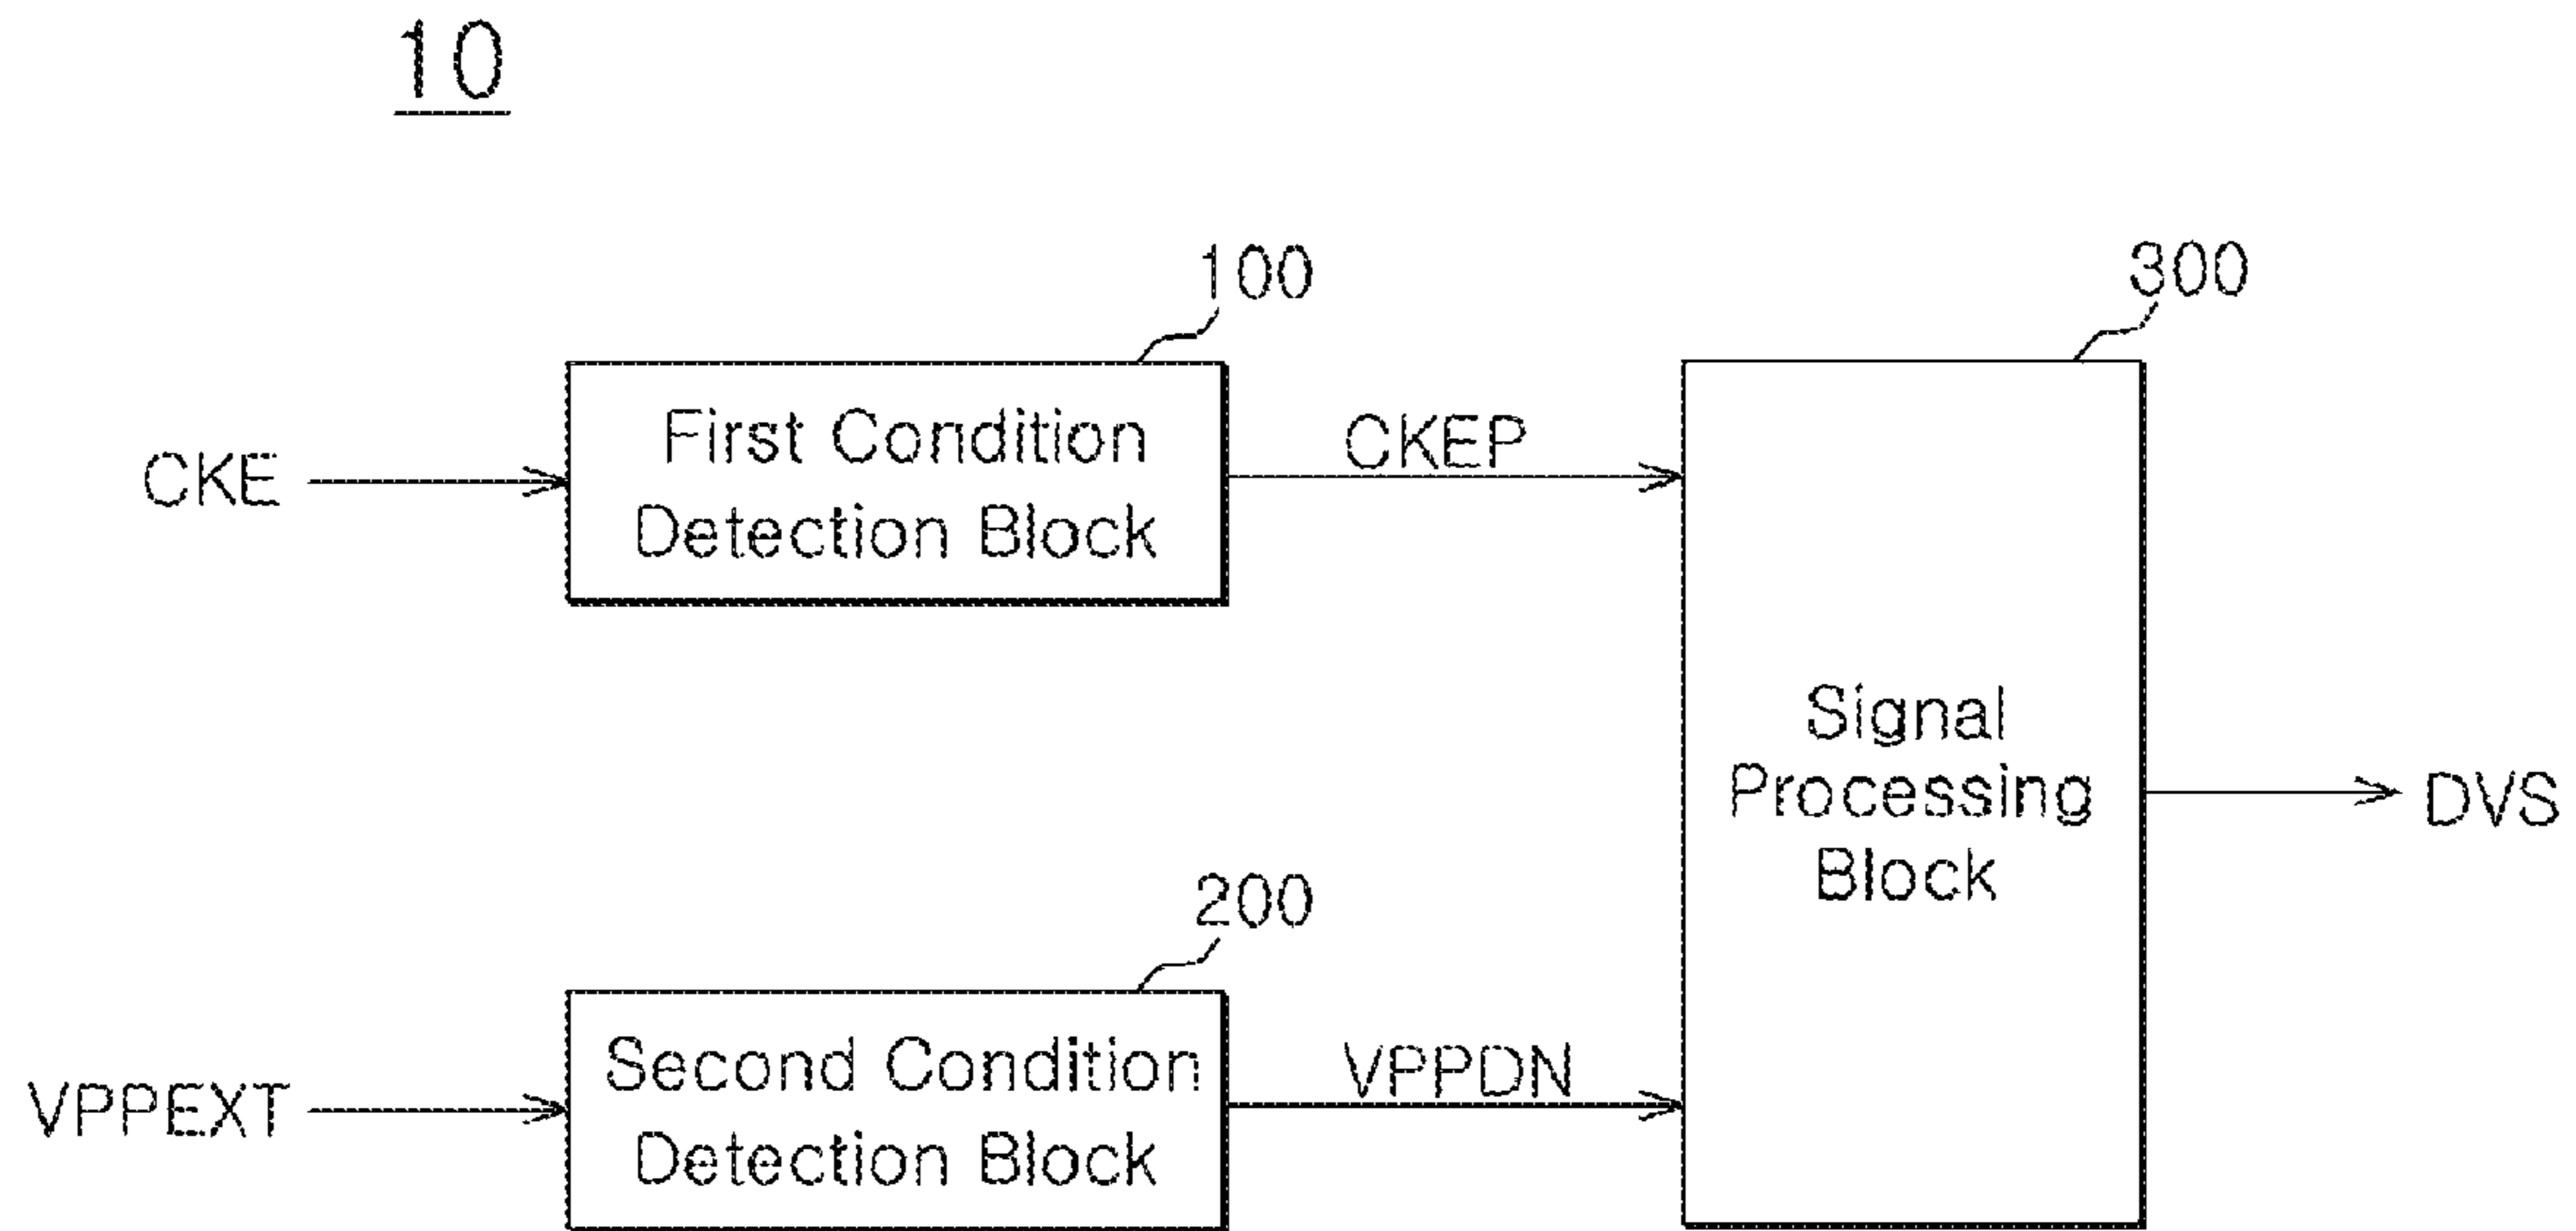 10
100
300
First Condition
Detection Block
CKE
CKEP
Signal
Processing
Block
DVS
200
Second Condition
Detection Block
VPPEXT
VPPDN